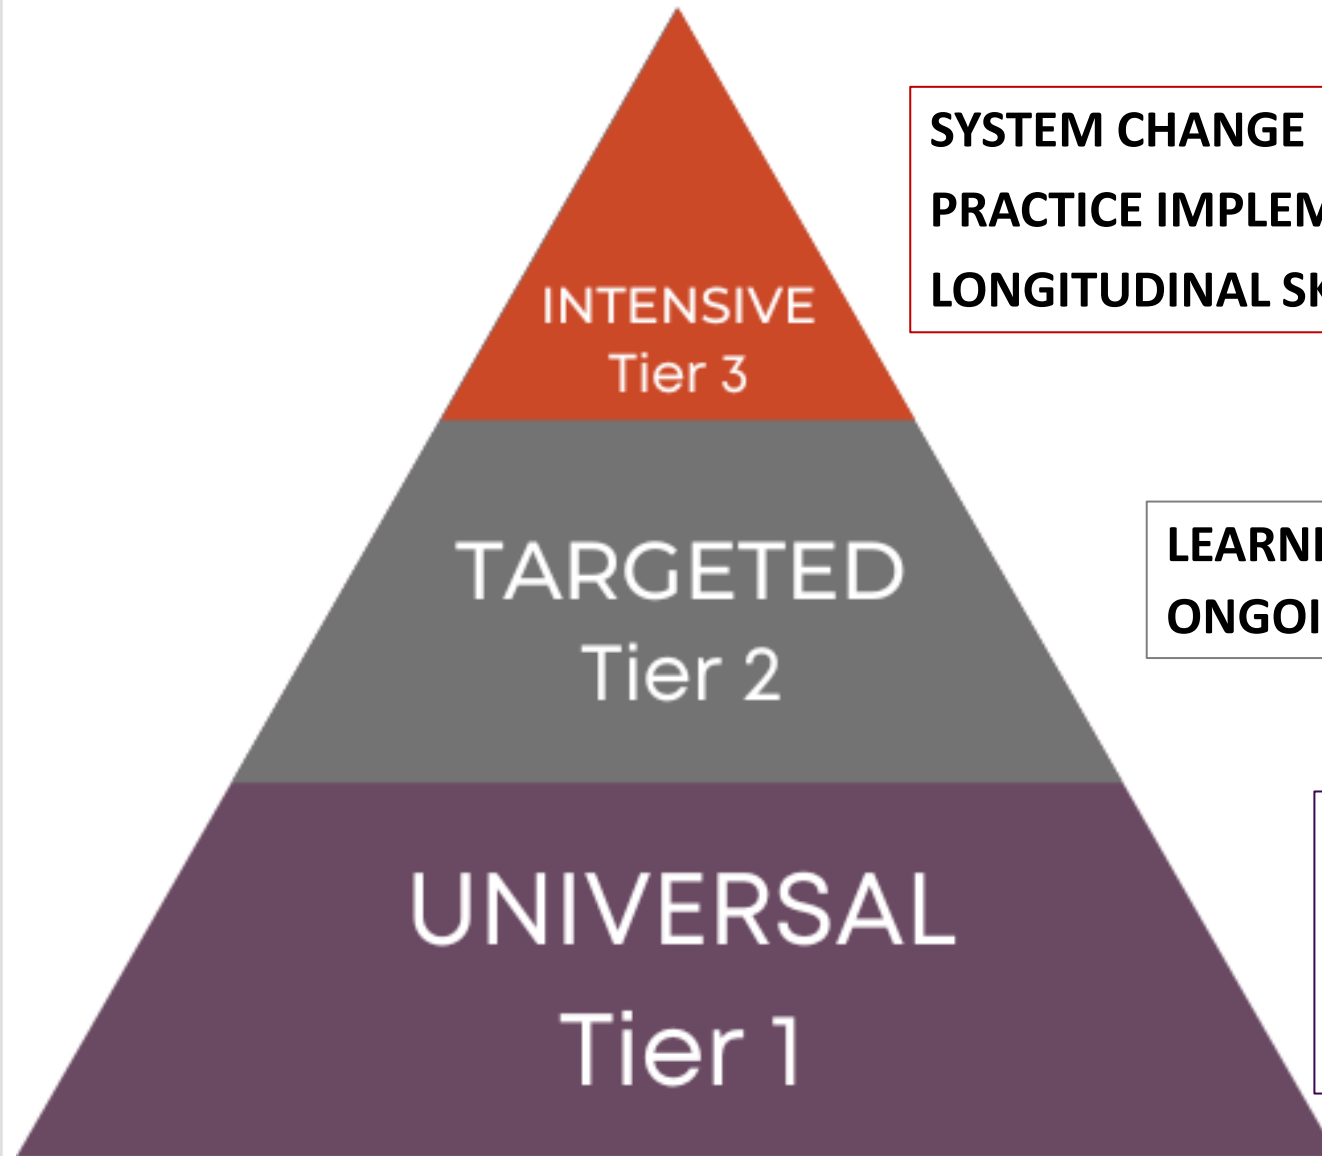 SYSTEM CHANGE
PRACTICE
LONGITUDINAL
INTENSIVE
Tier 3
TARGETED
Tier 2
UNIVERSAL
Tier 1